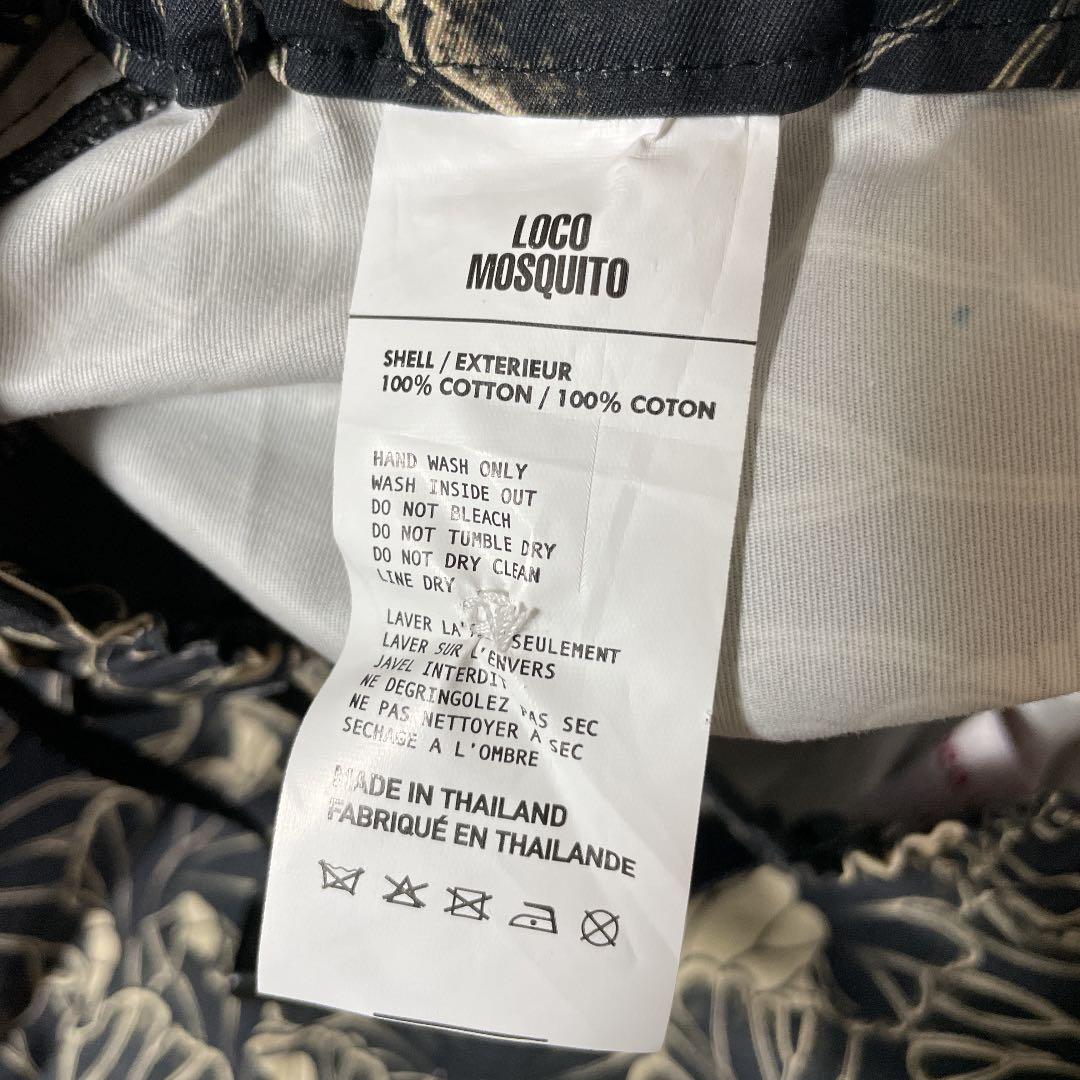 LOCO
MOSQUITO
SHELL / EXTERIEUR
100% COTTON / 100% COTON
HAND WASH ONLY
WASH INSIDE OUT
DO NOT BLEACH
DO NOT TUMBLE DRY
DO NOT DRY CLEAN
LINE DRY
LAVER SEULEMENT
LAVER SUR L'ENVERS
JAVEL INTERDIT
NE DEGRINGOLEZ PAS SEC
NE PAS NETTOYER A SEC
SECHAGE A L'OMBRE
MADE IN THAILAND
FABRIQUÉ EN THAILANDE